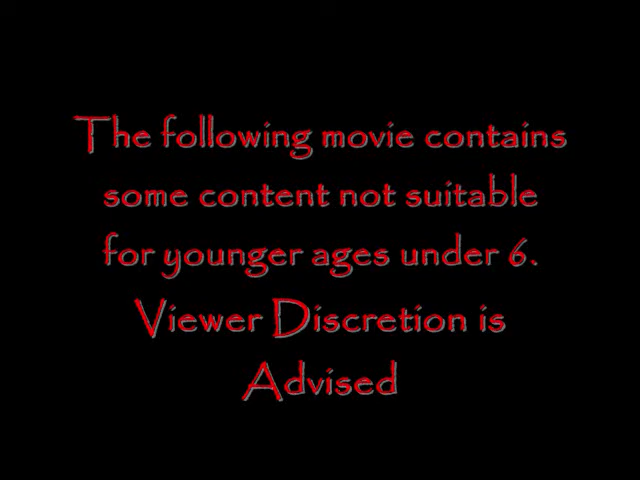 The following movie contains
some content not suitable
for younger ages under 6.
Viewer Discretion is
Advised